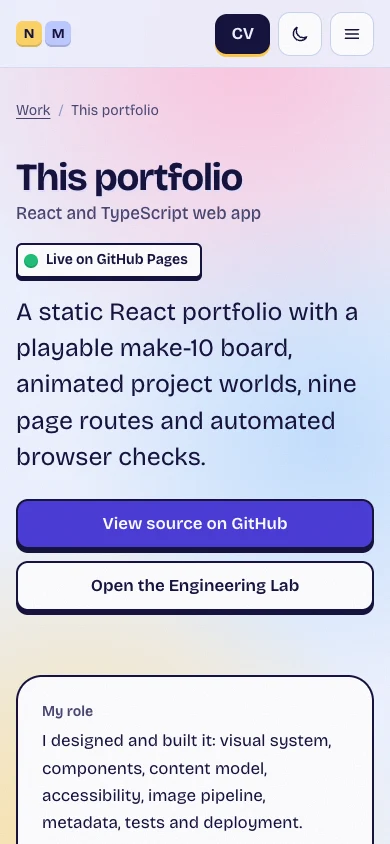 N M CV
Work / This portfolio
This portfolio
React and TypeScript web app
Live on GitHub Pages
A static React portfolio with a
playable make-10 board,
animated project worlds, nine
page routes and automated
browser checks.
View source on GitHub
Open the Engineering Lab
My role
I designed and built it: visual system,
components, content model,
accessibility, image pipeline,
metadata, tests and deployment.